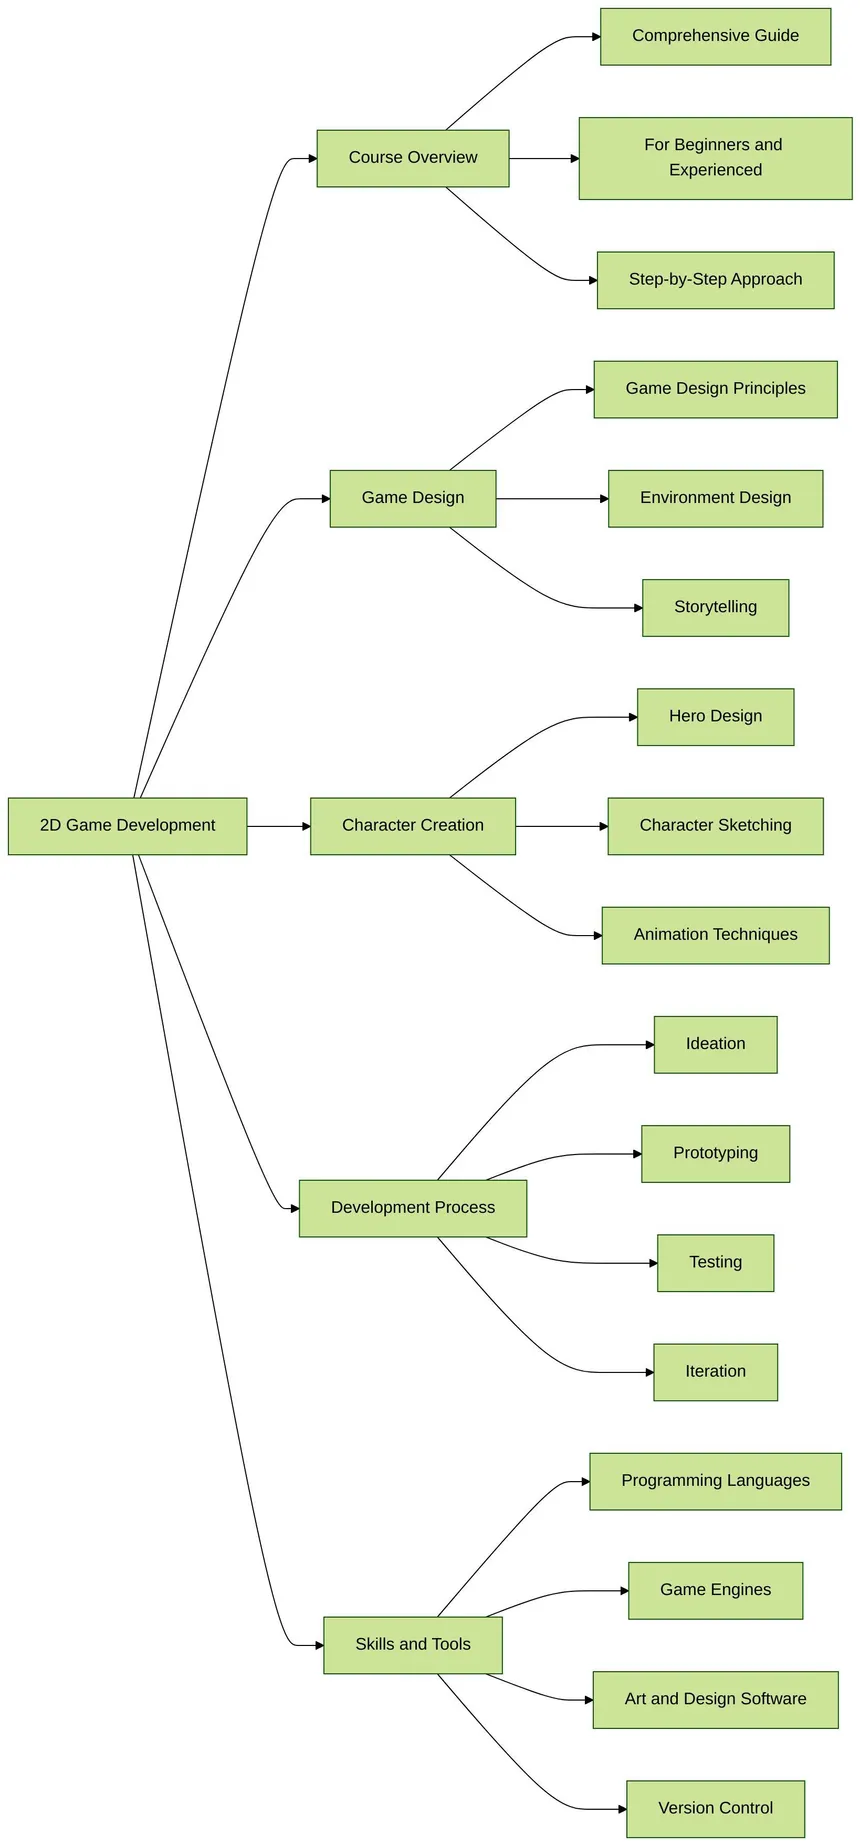 2D Game Development
Course Overview
Comprehensive Guide
For Beginners and
Experienced
Step-by-Step Approach
Game Design
Game Design Principles
Environment Design
Storytelling
Character Creation
Hero Design
Character Sketching
Animation Techniques
Development Process
Ideation
Prototyping
Testing
Iteration
Skills and Tools
Programming Languages
Game Engines
Art and Design Software
Version Control